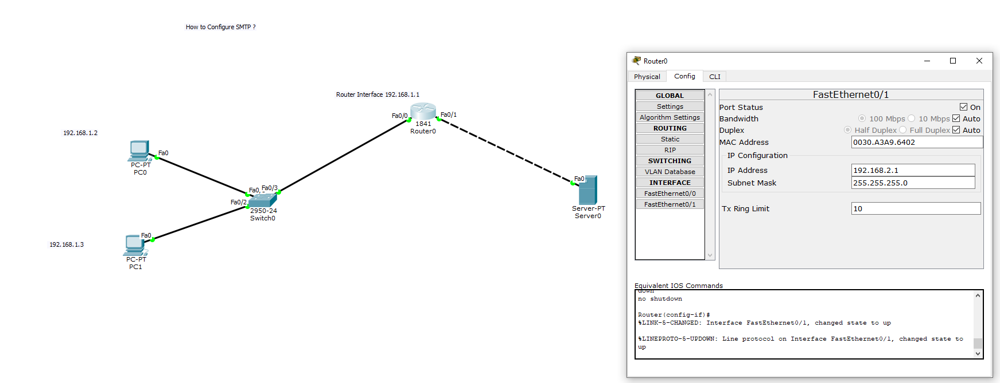 How to Configure SMTP ?
Router Interface 192.168.1.1
Fa0/0
Fa0/1
1841
Router0
192.168.1.2
Fa0
PC-PT
PC0
Fa0/3
Fa0/2
2950-24
Switch0
192.168.1.3
Fa0
PC-PT
PC1
Fa0
Server-PT
Server0
Router0
Physical Config CLI
GLOBAL
Settings
Algorithm Settings
ROUTING
Static
RIP
SWITCHING
VLAN Database
INTERFACE
FastEthernet0/0
FastEthernet0/1
FastEthernet0/1
Port Status On
Bandwidth 100 Mbps 10 Mbps Auto
Duplex Half Duplex Full Duplex Auto
MAC Address 0030.A3A9.6402
IP Configuration
IP Address 192.168.2.1
Subnet Mask 255.255.255.0
Tx Ring Limit 10
Equivalent IOS Commands
down
no shutdown
Router(config-if)#
%LINK-5-CHANGED: Interface FastEthernet0/1, changed state to up
%LINEPROTO-5-UPDOWN: Line protocol on Interface FastEthernet0/1, changed state to
up